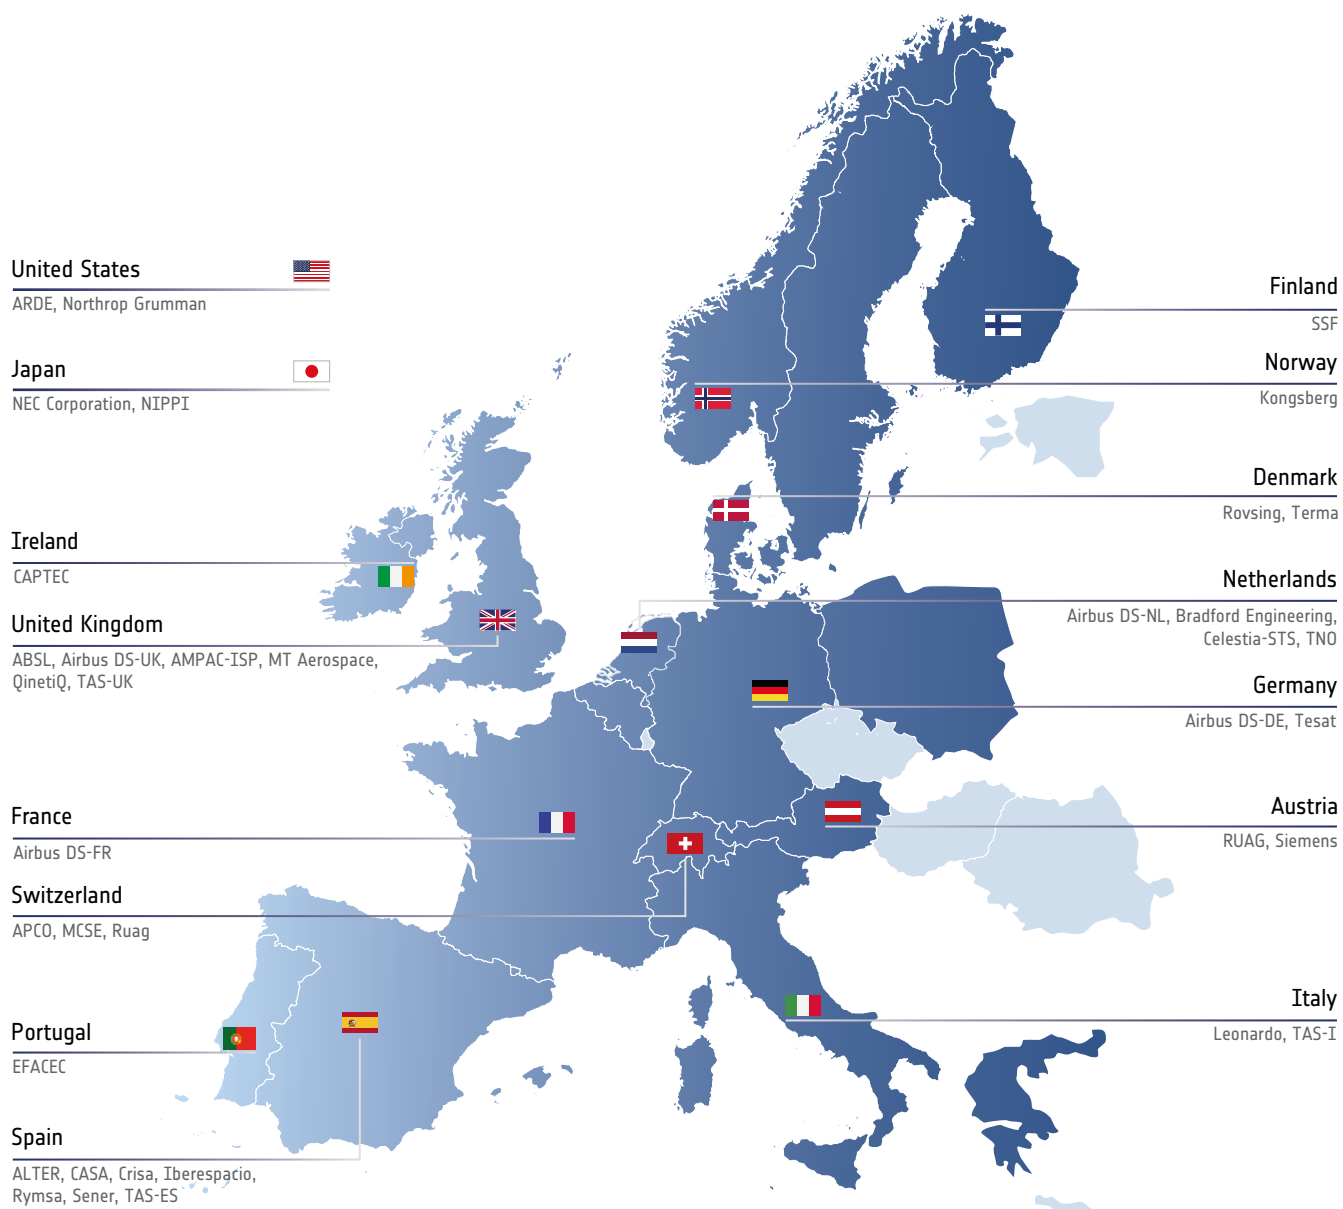 United States
ARDE, Northrop Grumman
Japan
NEC Corporation, NIPPI
Ireland
CAPTEC
United Kingdom
ABSL, Airbus DS-UK, AMPAC-ISP, MT Aerospace,
QinetiQ, TAS-UK
France
Airbus DS-FR
Switzerland
APCO, MCSE, Ruag
Portugal
EFACEC
Spain
ALTER, CASA, Crisa, Iberespacio,
Rymsa, Sener, TAS-ES
Finland
SSF
Norway
Kongsberg
Denmark
Rovsing, Terma
Netherlands
Airbus DS-NL, Bradford Engineering,
Celestia-STS, TNO
Germany
Airbus DS-DE, Tesat
Austria
RUAG, Siemens
Italy
Leonardo, TAS-I